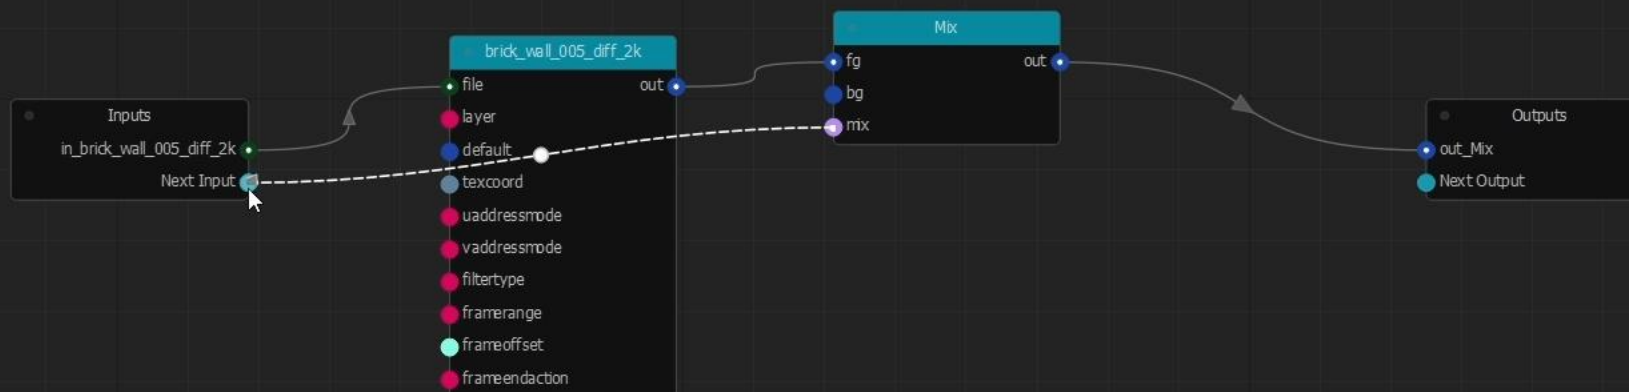 Inputs
in_brick_wall_005_diff_2k
Next Input
brick_wall_005_diff_2k
file
out
layer
default
texcoord
uaddressmode
vaddressmode
filtertype
framerange
frameoffset
frameendaction
Mix
fg
out
bg
mix
Outputs
out_Mix
Next Output